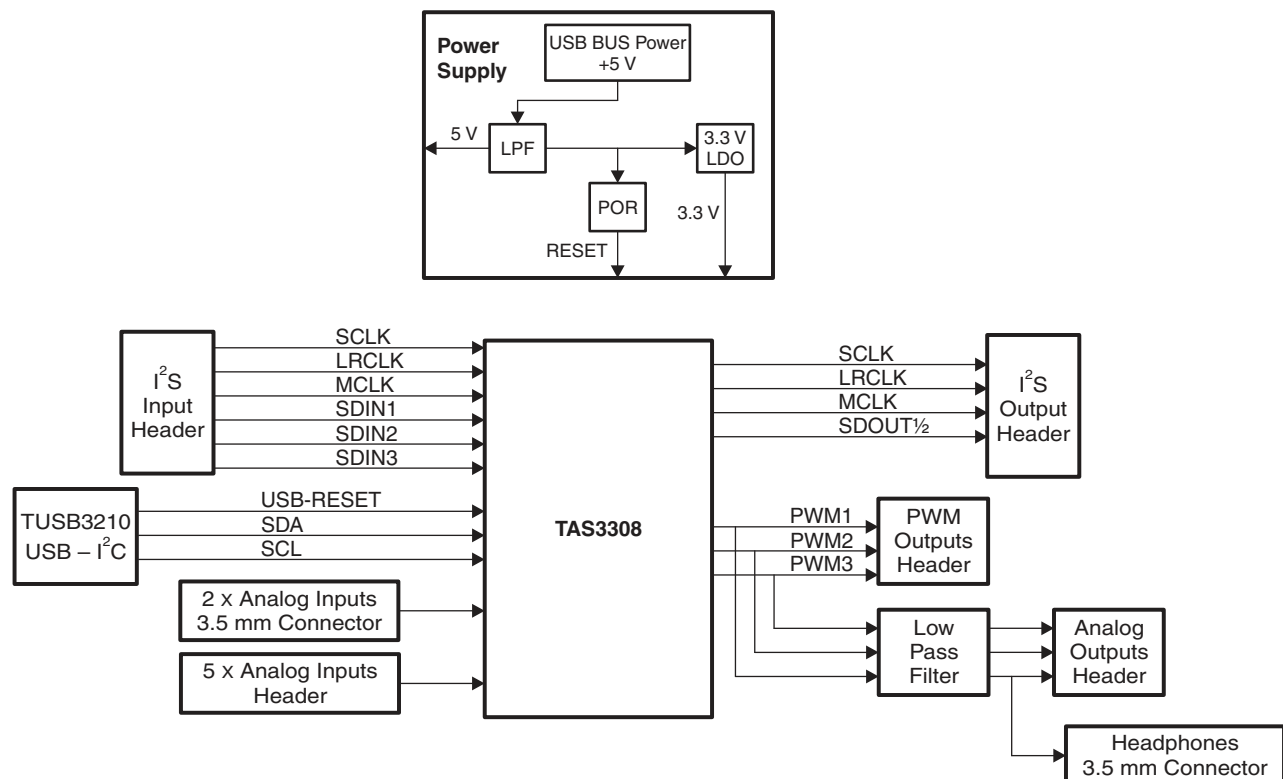 Power
Supply
USB BUS Power
+5 V
5 V
LPF
3.3 V
LDO
POR
3.3 V
RESET
I²S
Input
Header
SCLK
LRCLK
MCLK
SDIN1
SDIN2
SDIN3
TUSB3210
USB – I²C
USB-RESET
SDA
SCL
2 x Analog Inputs
3.5 mm Connector
5 x Analog Inputs
Header
TAS3308
SCLK
LRCLK
MCLK
SDOUT½
I²S
Output
Header
PWM1
PWM2
PWM3
PWM
Outputs
Header
Low
Pass
Filter
Analog
Outputs
Header
Headphones
3.5 mm Connector